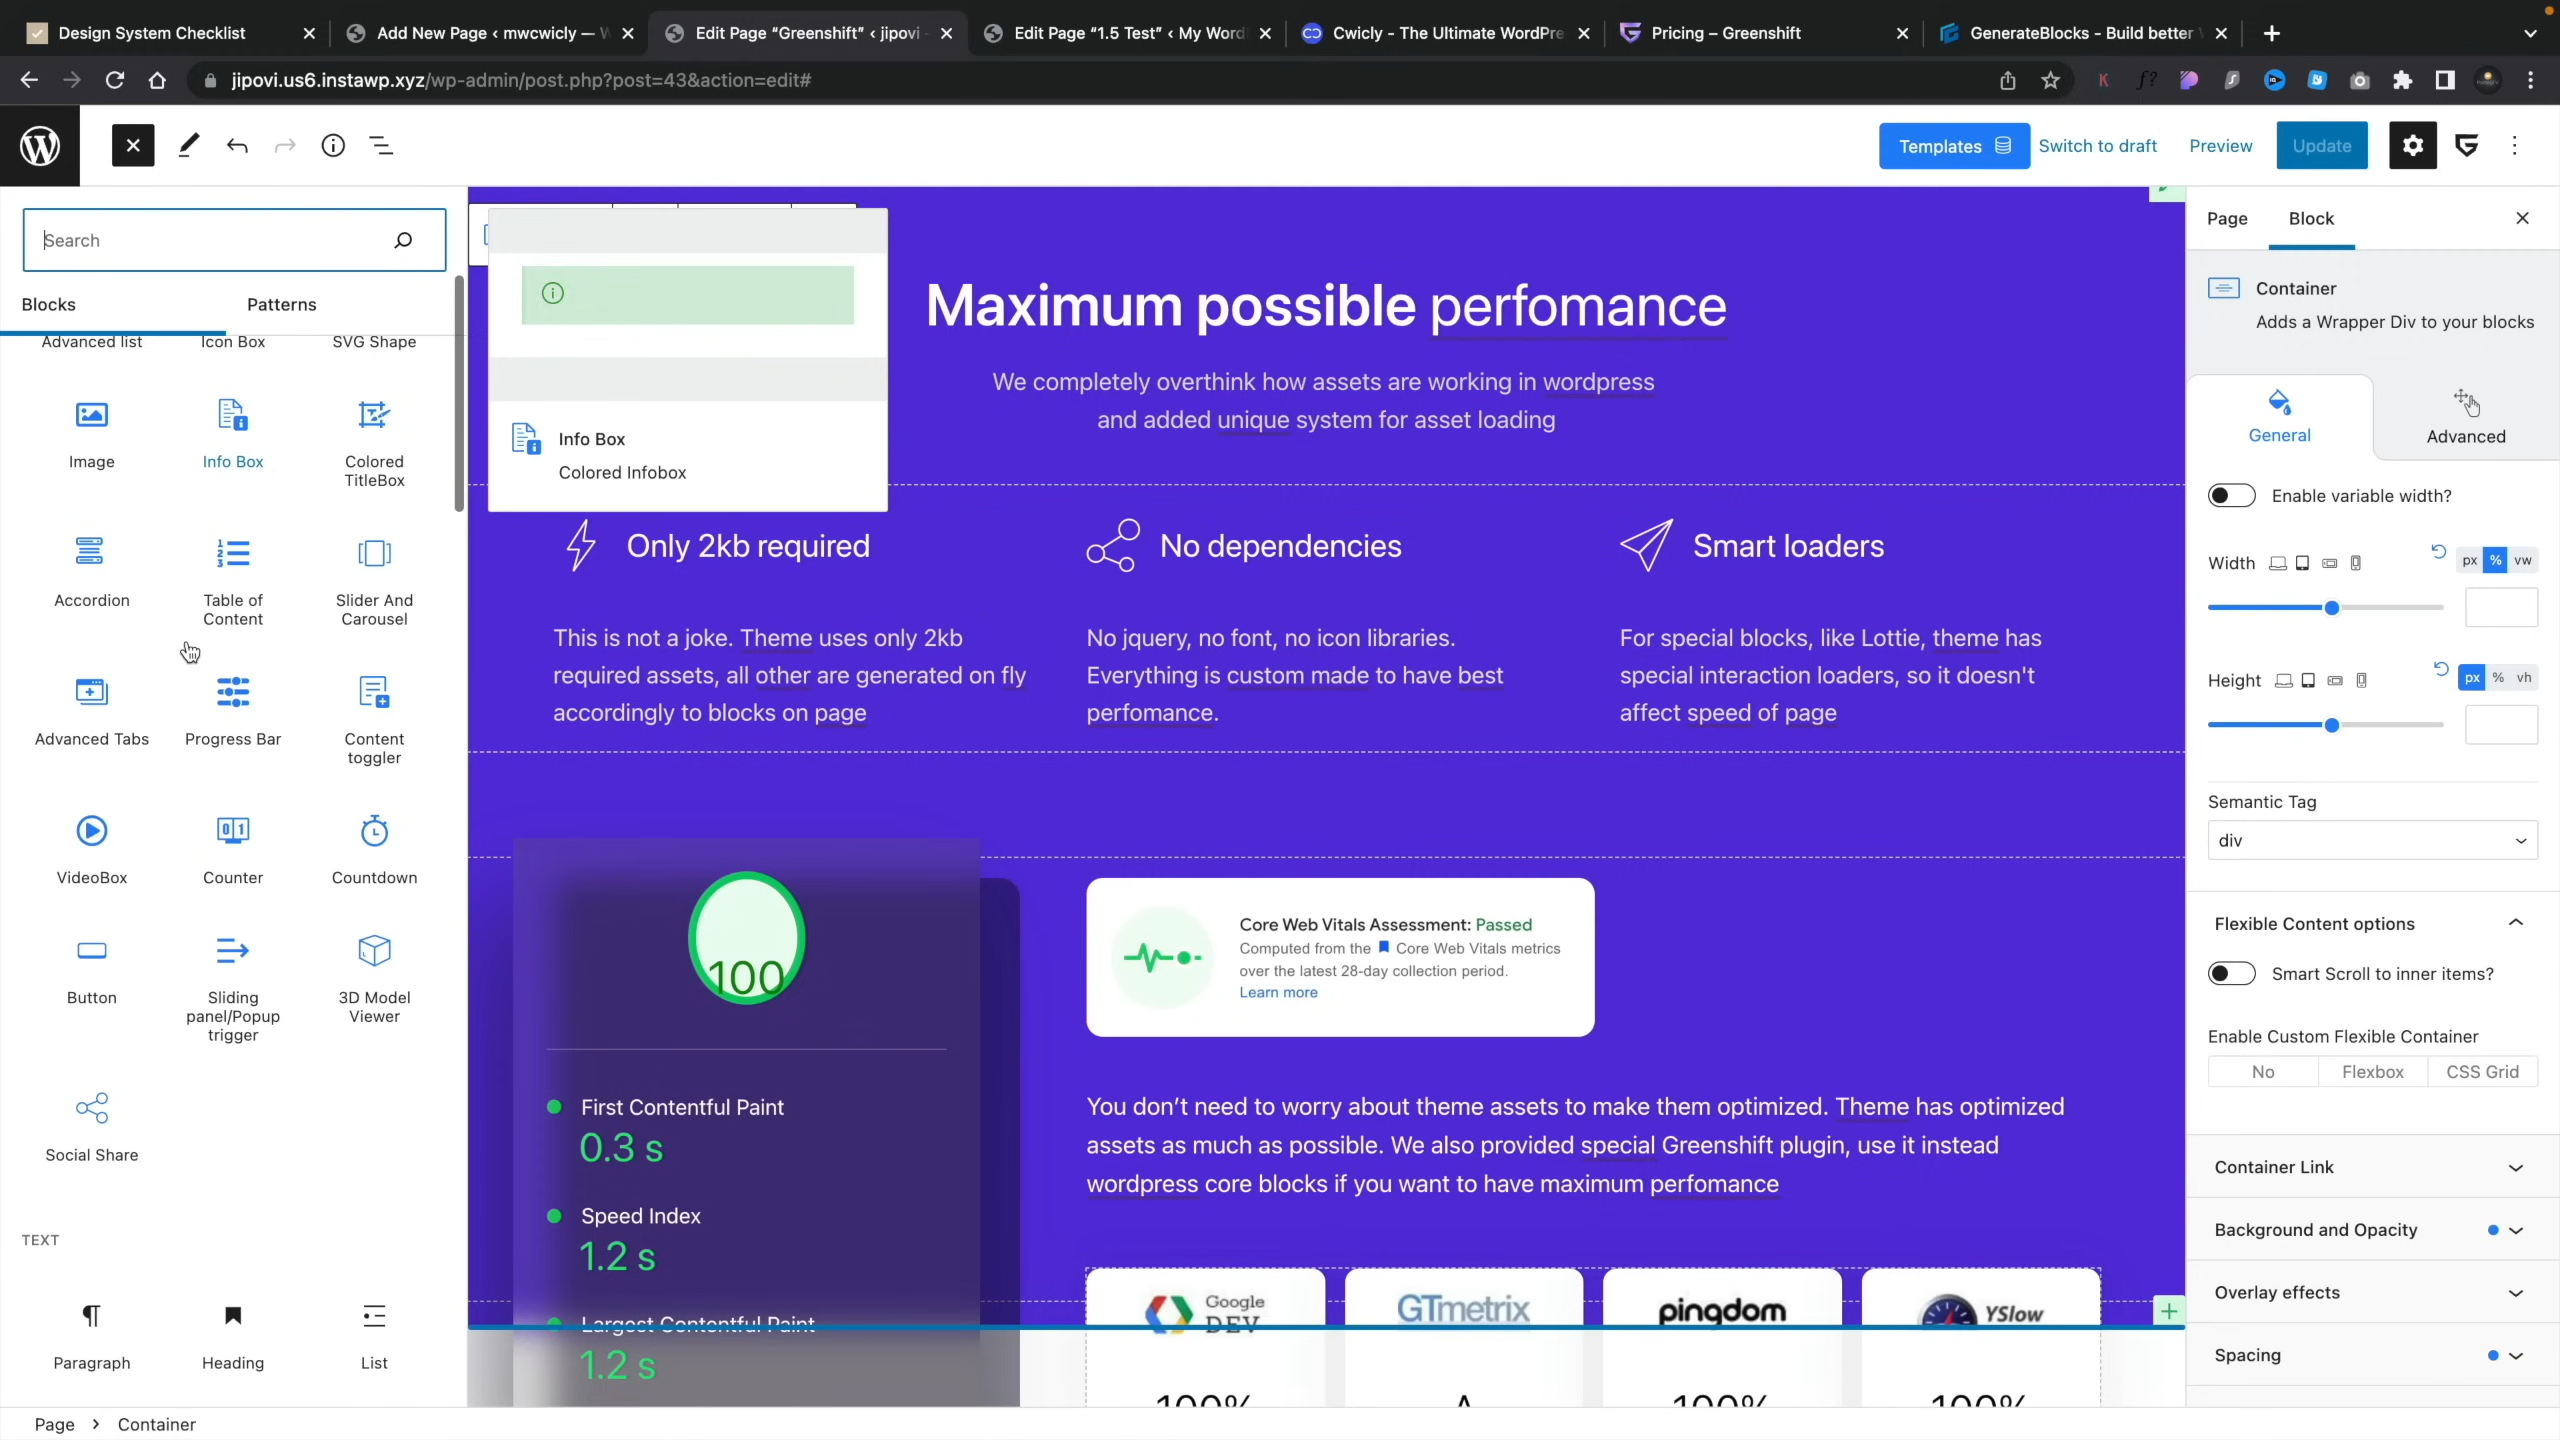 Design System Checklist
Add New Page ‹ mwcwicly — W
Edit Page “Greenshift” ‹ jipovi -
Edit Page “1.5 Test” ‹ My Word
Cwicly - The Ultimate WordPre
Pricing – Greenshift
GenerateBlocks - Build better
jipovi.us6.instawp.xyz/wp-admin/post.php?post=43&action=edit#
Templates
Switch to draft
Preview
Update
Search
Blocks
Patterns
Advanced list
Icon Box
SVG Shape
Image
Info Box
Colored
TitleBox
Accordion
Table of
Content
Slider And
Carousel
Advanced Tabs
Progress Bar
Content
toggler
VideoBox
Counter
Countdown
Button
Sliding
panel/Popup
trigger
3D Model
Viewer
Social Share
TEXT
Paragraph
Heading
List
Page › Container
Info Box
Colored Infobox
Maximum possible perfomance
We completely overthink how assets are working in wordpress
and added unique system for asset loading
Only 2kb required
This is not a joke. Theme uses only 2kb
required assets, all other are generated on fly
accordingly to blocks on page
No dependencies
No jquery, no font, no icon libraries.
Everything is custom made to have best
perfomance.
Smart loaders
For special blocks, like Lottie, theme has
special interaction loaders, so it doesn't
affect speed of page
100
First Contentful Paint
0.3 s
Speed Index
1.2 s
Largest Contentful Paint
1.2 s
Core Web Vitals Assessment: Passed
Computed from the Core Web Vitals metrics
over the latest 28-day collection period.
Learn more
You don’t need to worry about theme assets to make them optimized. Theme has optimized
assets as much as possible. We also provided special Greenshift plugin, use it instead
wordpress core blocks if you want to have maximum perfomance
Google
DEV
GTmetrix
pingdom
YSlow
100%
A
100%
100%
Page
Block
Container
Adds a Wrapper Div to your blocks
General
Advanced
Enable variable width?
Width
px % vw
Height
px % vh
Semantic Tag
div
Flexible Content options
Smart Scroll to inner items?
Enable Custom Flexible Container
No
Flexbox
CSS Grid
Container Link
Background and Opacity
Overlay effects
Spacing